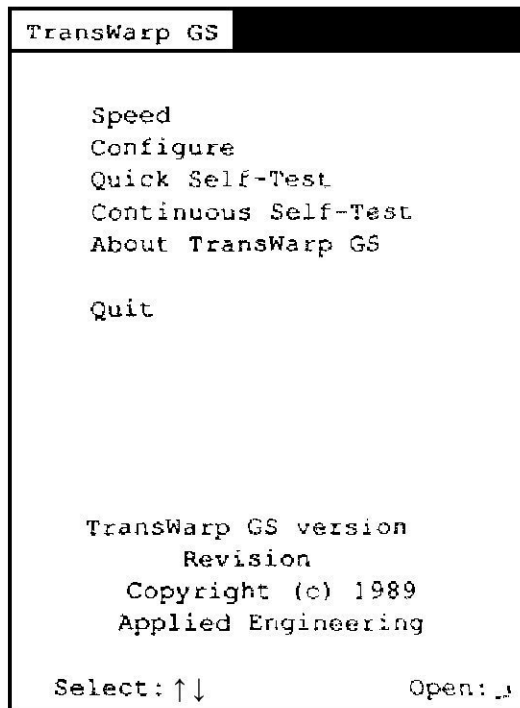 TransWarp GS
Speed
Configure
Quick Self-Test
Continuous Self-Test
About TransWarp GS
Quit
TransWarp GS version
Revision
Copyright (c) 1989
Applied Engineering
Select:↑↓ Open: